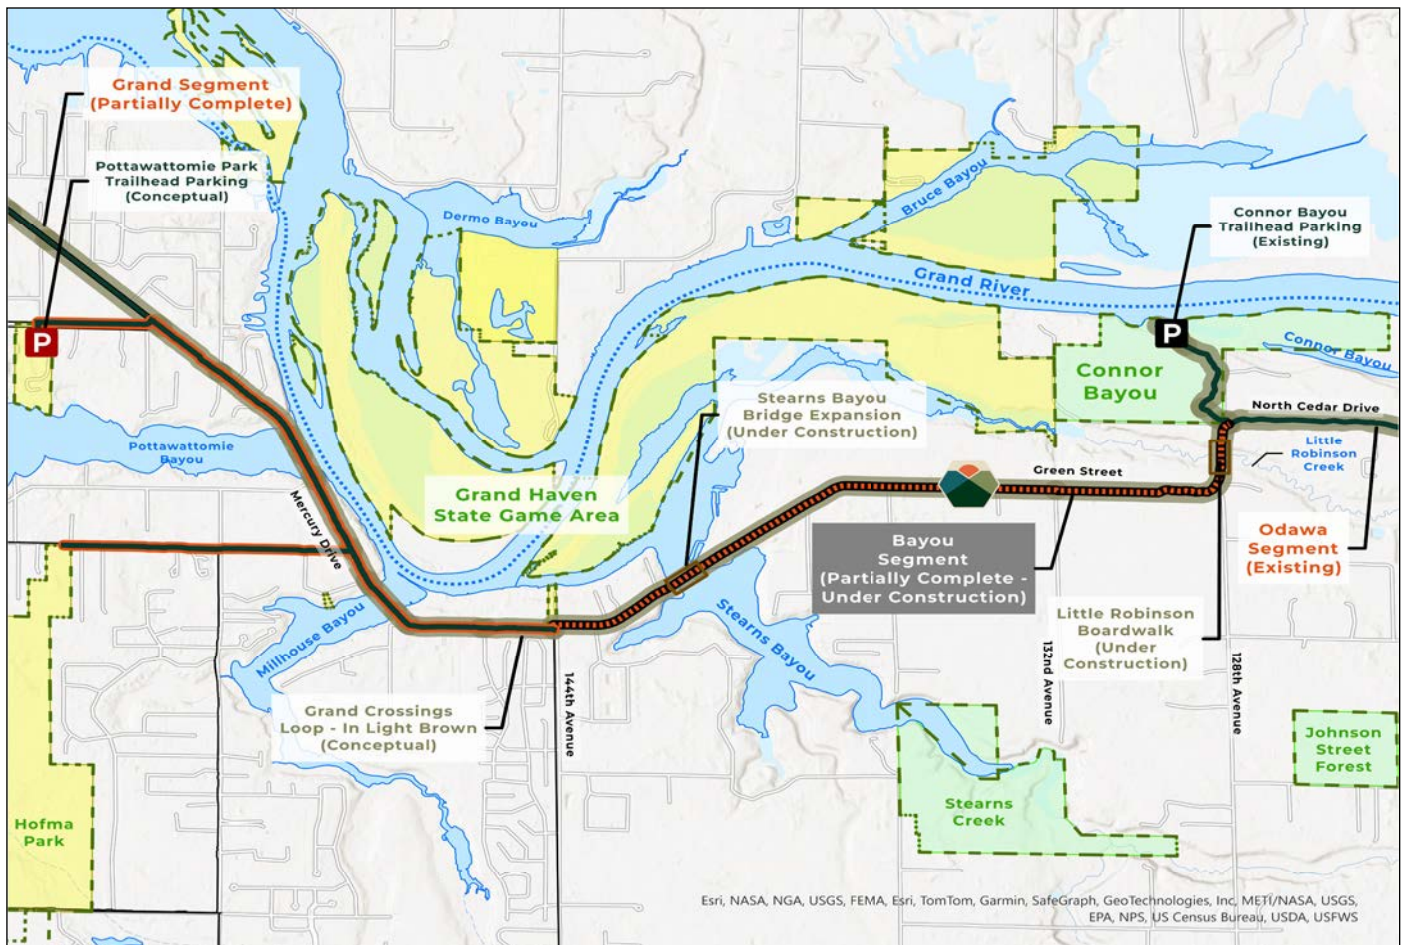 Grand Segment
(Partially Complete)
Pottawattomie Park
Trailhead Parking
(Conceptual)
Dermo Bayou
Bruce Bayou
Connor Bayou
Trailhead Parking
(Existing)
Grand River
P
P
Connor
Bayou
Connor Bayou
North Cedar Drive
Stearns Bayou
Bridge Expansion
(Under Construction)
Pottawattomie
Bayou
Little
Robinson
Creek
Green Street
Grand Haven
State Game Area
Mercury Drive
Bayou
Segment
(Partially Complete -
Under Construction)
Odawa
Segment
(Existing)
Millhouse Bayou
Stearns Bayou
Little Robinson
Boardwalk
(Under
Construction)
132nd Avenue
128th Avenue
144th Avenue
Grand Crossings
Loop - In Light Brown
(Conceptual)
Johnson
Street
Forest
Stearns
Creek
Hofma
Park
Esri, NASA, NGA, USGS, FEMA, Esri, TomTom, Garmin, SafeGraph, GeoTechnologies, Inc, METI/NASA, USGS,
EPA, NPS, US Census Bureau, USDA, USFWS